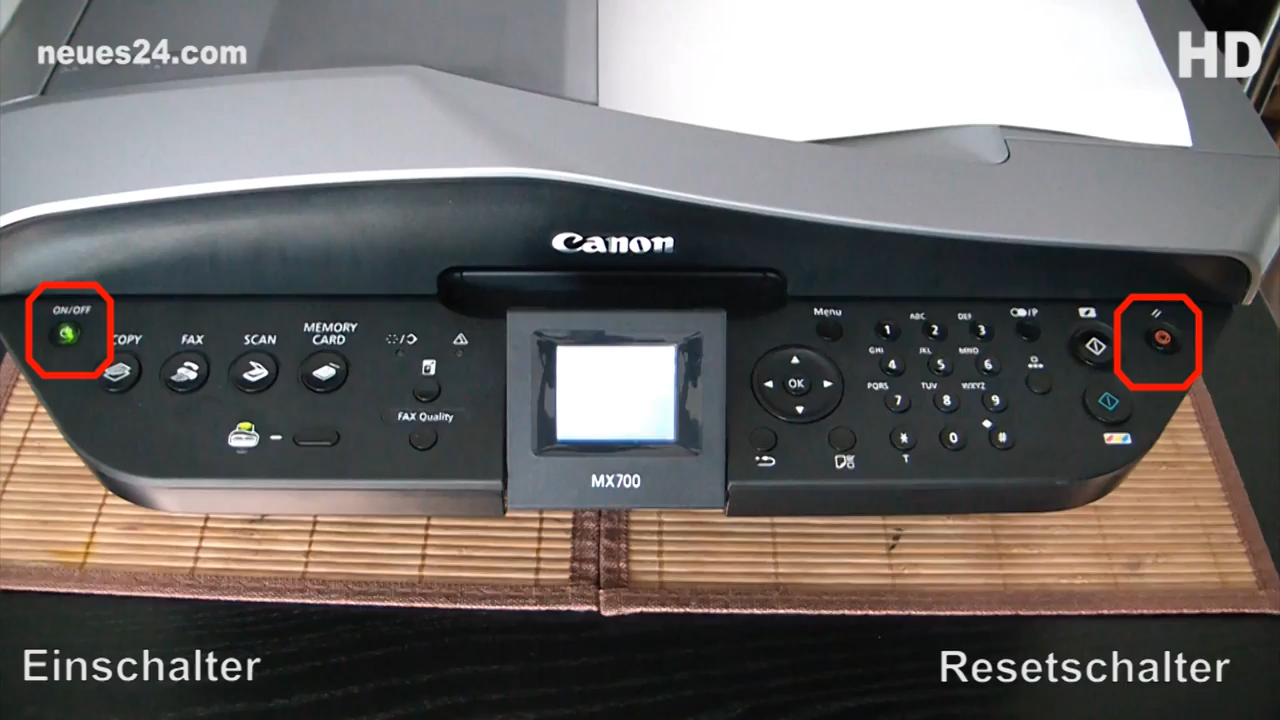 neues24.com
HD
Canon
ON/OFF
COPY
FAX
SCAN
MEMORY
CARD
FAX Quality
MX700
Menu
OK
1
ABC
2
DEF
3
GHI
4
JKL
5
MNO
6
PQRS
7
TUV
8
WXYZ
9
*
0
#
T
Einschalter
Resetschalter